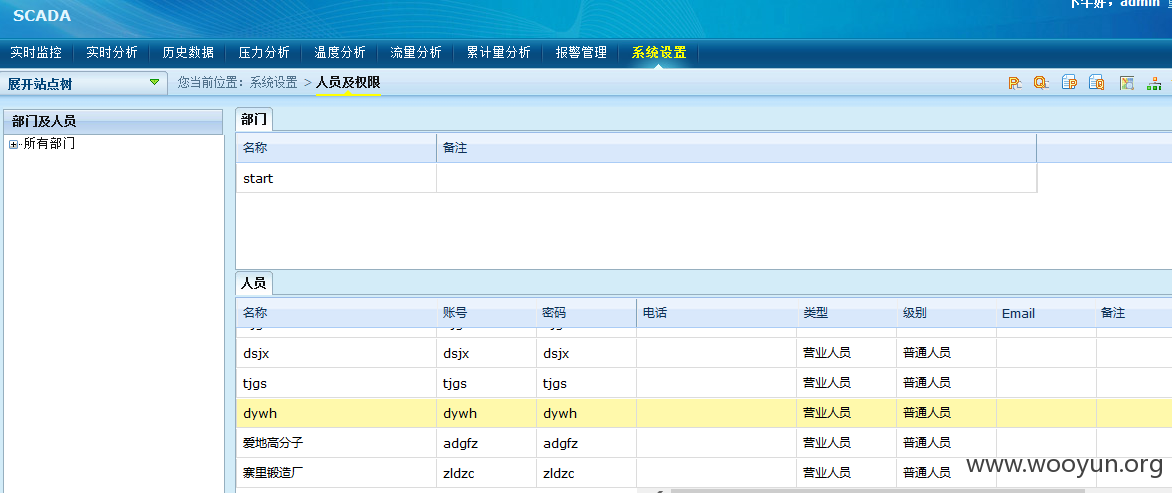 SCADA
下午好，admin
实时监控 实时分析 历史数据 压力分析 温度分析 流量分析 累计量分析 报警管理 系统设置
展开站点树 您当前位置：系统设置 > 人员及权限
部门及人员
所有部门
部门
名称 备注
start
人员
名称 账号 密码 电话 类型 级别 Email 备注
dsjx dsjx dsjx 营业人员 普通人员
tjgs tjgs tjgs 营业人员 普通人员
dywh dywh dywh 营业人员 普通人员
爱地高分子 adgfz adgfz 营业人员 普通人员
寨里锻造厂 zldzc zldzc 营业人员 普通人员
www.wooyun.org